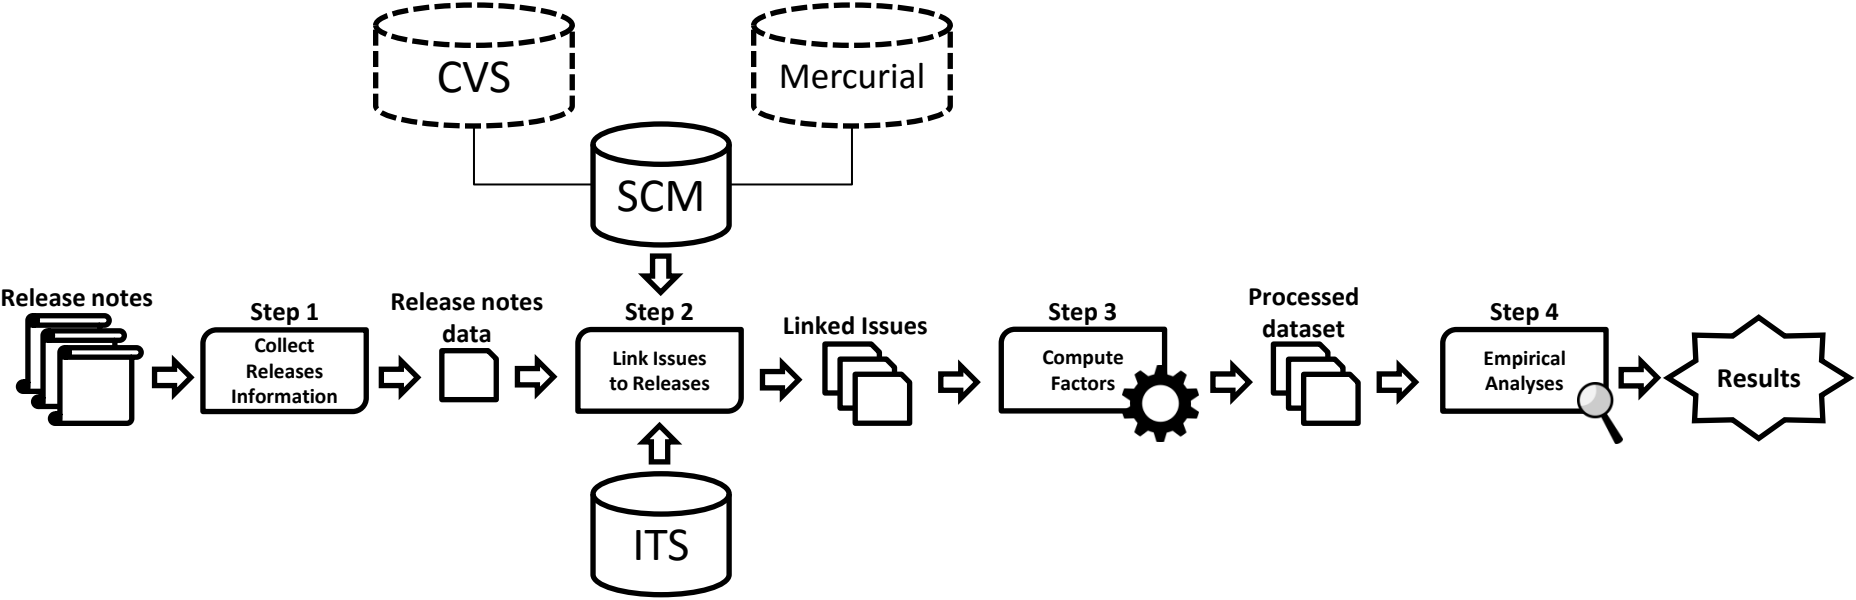 CVS
Mercurial
SCM
Release notes
Step 1
Collect
Releases
Information
Release notes
data
Step 2
Link Issues
to Releases
Linked Issues
Step 3
Compute
Factors
Processed
dataset
Step 4
Empirical
Analyses
Results
ITS